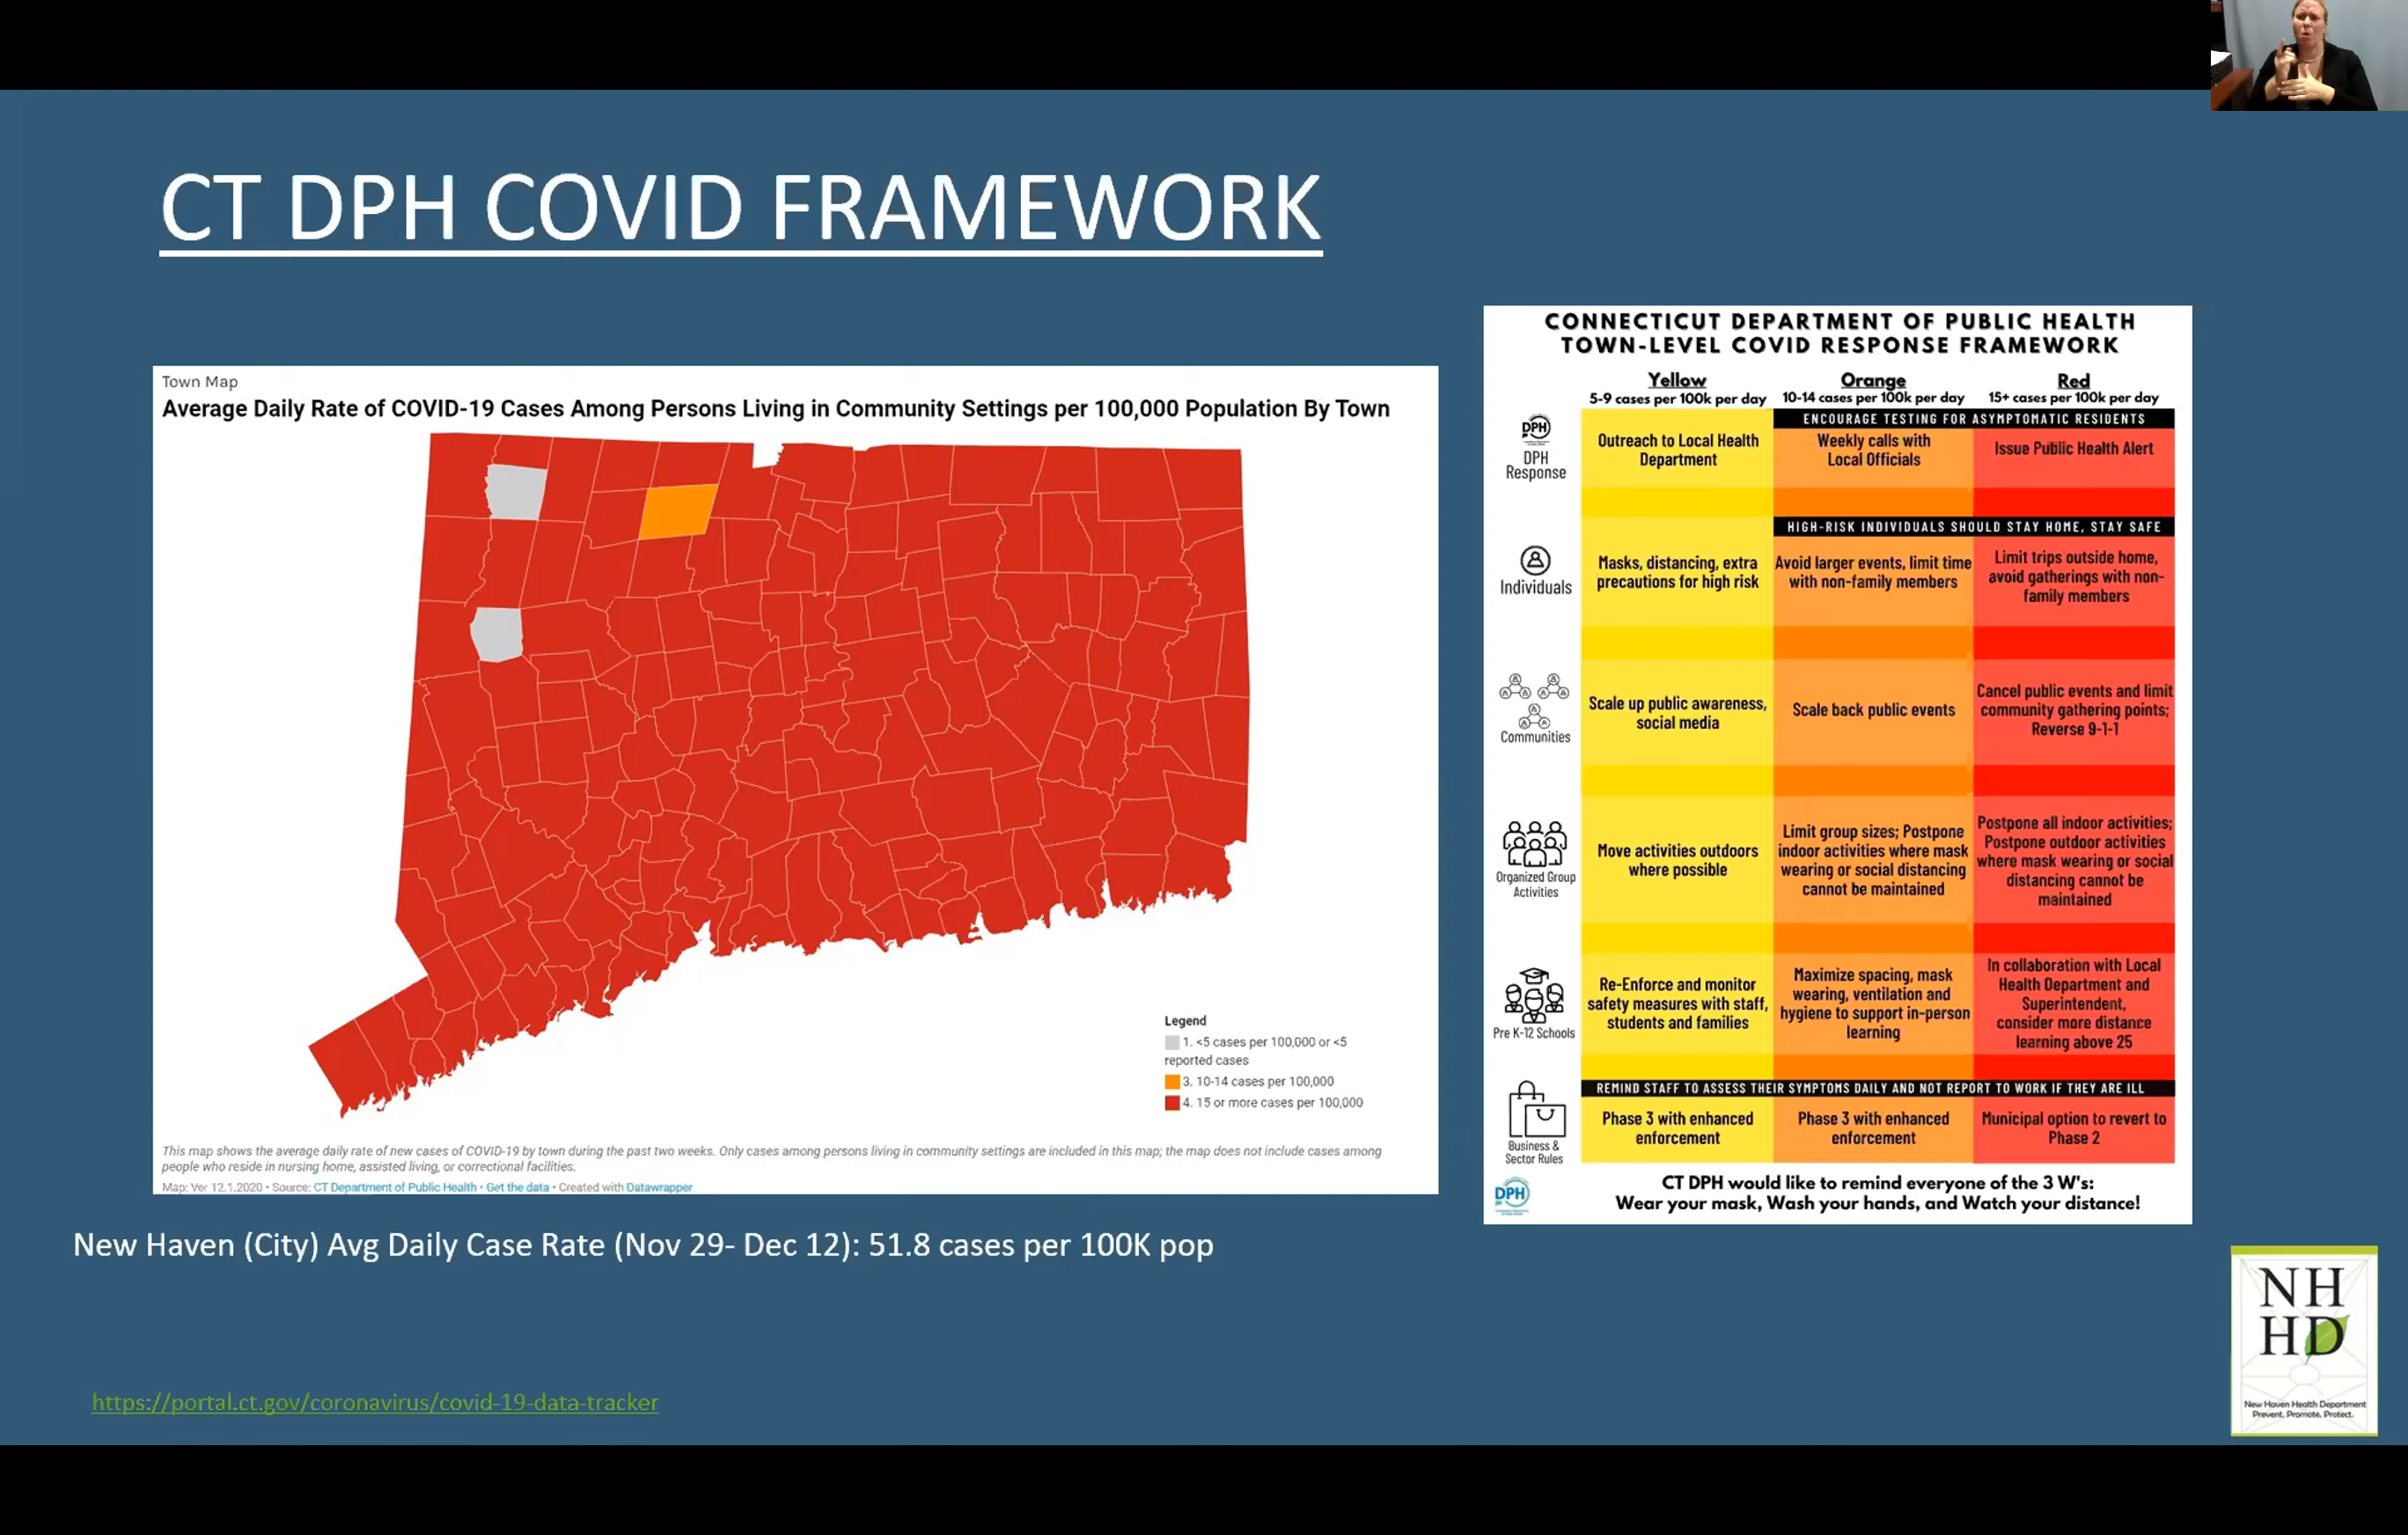 CT DPH COVID FRAMEWORK
Town Map
Average Daily Rate of COVID-19 Cases Among Persons Living in Community Settings per 100,000 Population By Town
Legend
1. <5 cases per 100,000 or <5
reported cases
3. 10-14 cases per 100,000
4. 15 or more cases per 100,000
This map shows the average daily rate of new cases of COVID-19 by town during the past two weeks. Only cases among persons living in community settings are included in this map; the map does not include cases among
people who reside in nursing home, assisted living, or correctional facilities.
Map: Ver 12.1.2020 • Source: CT Department of Public Health • Get the data • Created with Datawrapper
New Haven (City) Avg Daily Case Rate (Nov 29- Dec 12): 51.8 cases per 100K pop
https://portal.ct.gov/coronavirus/covid-19-data-tracker
CONNECTICUT DEPARTMENT OF PUBLIC HEALTH
TOWN-LEVEL COVID RESPONSE FRAMEWORK
Yellow
5-9 cases per 100k per day
Orange
10-14 cases per 100k per day
Red
15+ cases per 100k per day
ENCOURAGE TESTING FOR ASYMPTOMATIC RESIDENTS
DPH
DPH
Response
Outreach to Local Health
Department
Weekly calls with
Local Officials
Issue Public Health Alert
HIGH-RISK INDIVIDUALS SHOULD STAY HOME, STAY SAFE
Individuals
Masks, distancing, extra
precautions for high risk
Avoid larger events, limit time
with non-family members
Limit trips outside home,
avoid gatherings with non-
family members
Communities
Scale up public awareness,
social media
Scale back public events
Cancel public events and limit
community gathering points;
Reverse 9-1-1
Organized Group
Activities
Move activities outdoors
where possible
Limit group sizes; Postpone
indoor activities where mask
wearing or social distancing
cannot be maintained
Postpone all indoor activities;
Postpone outdoor activities
where mask wearing or social
distancing cannot be
maintained
Pre K-12 Schools
Re-Enforce and monitor
safety measures with staff,
students and families
Maximize spacing, mask
wearing, ventilation and
hygiene to support in-person
learning
In collaboration with Local
Health Department and
Superintendent,
consider more distance
learning above 25
REMIND STAFF TO ASSESS THEIR SYMPTOMS DAILY AND NOT REPORT TO WORK IF THEY ARE ILL
Business &
Sector Rules
Phase 3 with enhanced
enforcement
Phase 3 with enhanced
enforcement
Municipal option to revert to
Phase 2
DPH
CT DPH would like to remind everyone of the 3 W's:
Wear your mask, Wash your hands, and Watch your distance!
NH
HD
New Haven Health Department
Prevent. Promote. Protect.